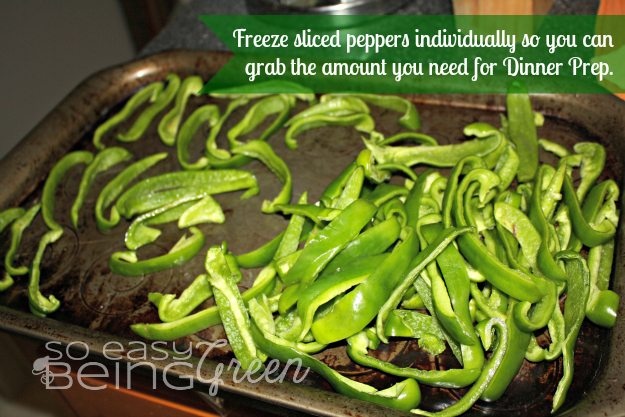 Freeze sliced peppers individually so you can
grab the amount you need for Dinner Prep.
SO EASY
BEING Green